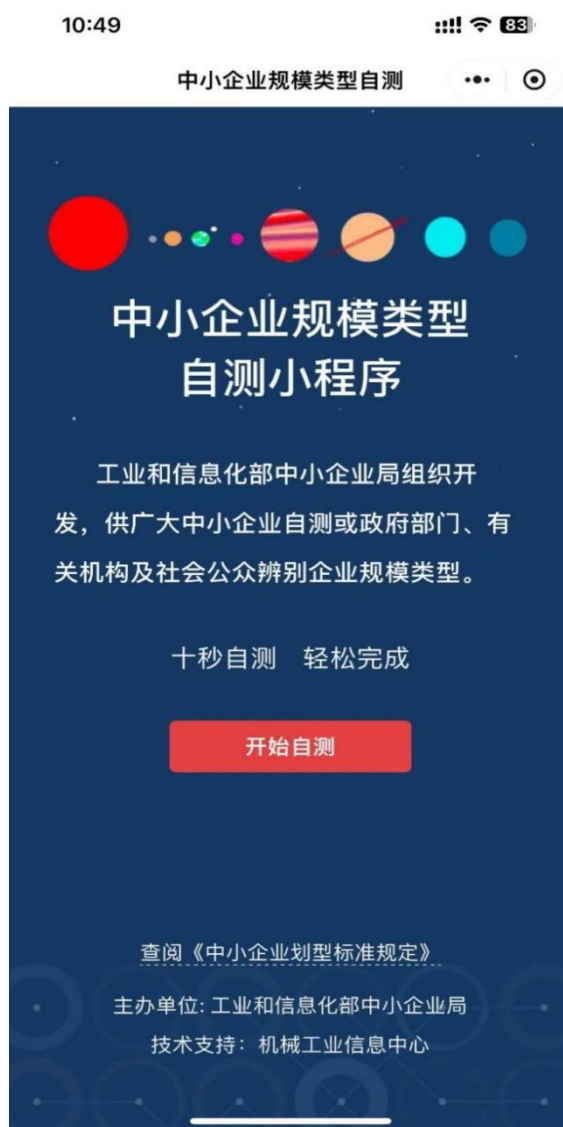 10:49
83
中小企业规模类型自测
中小企业规模类型
自测小程序
工业和信息化部中小企业局组织开
发，供广大中小企业自测或政府部门、有
关机构及社会公众辨别企业规模类型。
十秒自测 轻松完成
开始自测
查阅《中小企业划型标准规定》
主办单位: 工业和信息化部中小企业局
技术支持： 机械工业信息中心